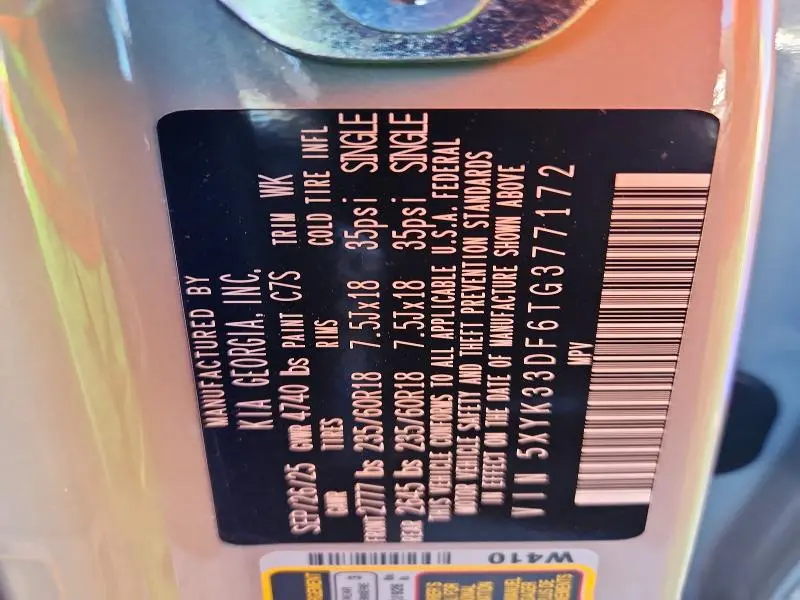 MANUFACTURED BY
KIA GEORGIA, INC.
SEP/26/25 GWR 4740 lbs PAINT C7S TRIM WK
GWR TIRES RIMS COLD TIRE INFL
FRONT 2777 lbs 235/60R18 7.5Jx18 35psi SINGLE
REAR 2645 lbs 235/60R18 7.5Jx18 35psi SINGLE
THIS VEHICLE CONFORMS TO ALL APPLICABLE U.S.A. FEDERAL
MOTOR VEHICLE SAFETY AND THEFT PREVENTION STANDARDS
IN EFFECT ON THE DATE OF MANUFACTURE SHOWN ABOVE
VIN 5XYK33DF6TG377172
MPV
W410